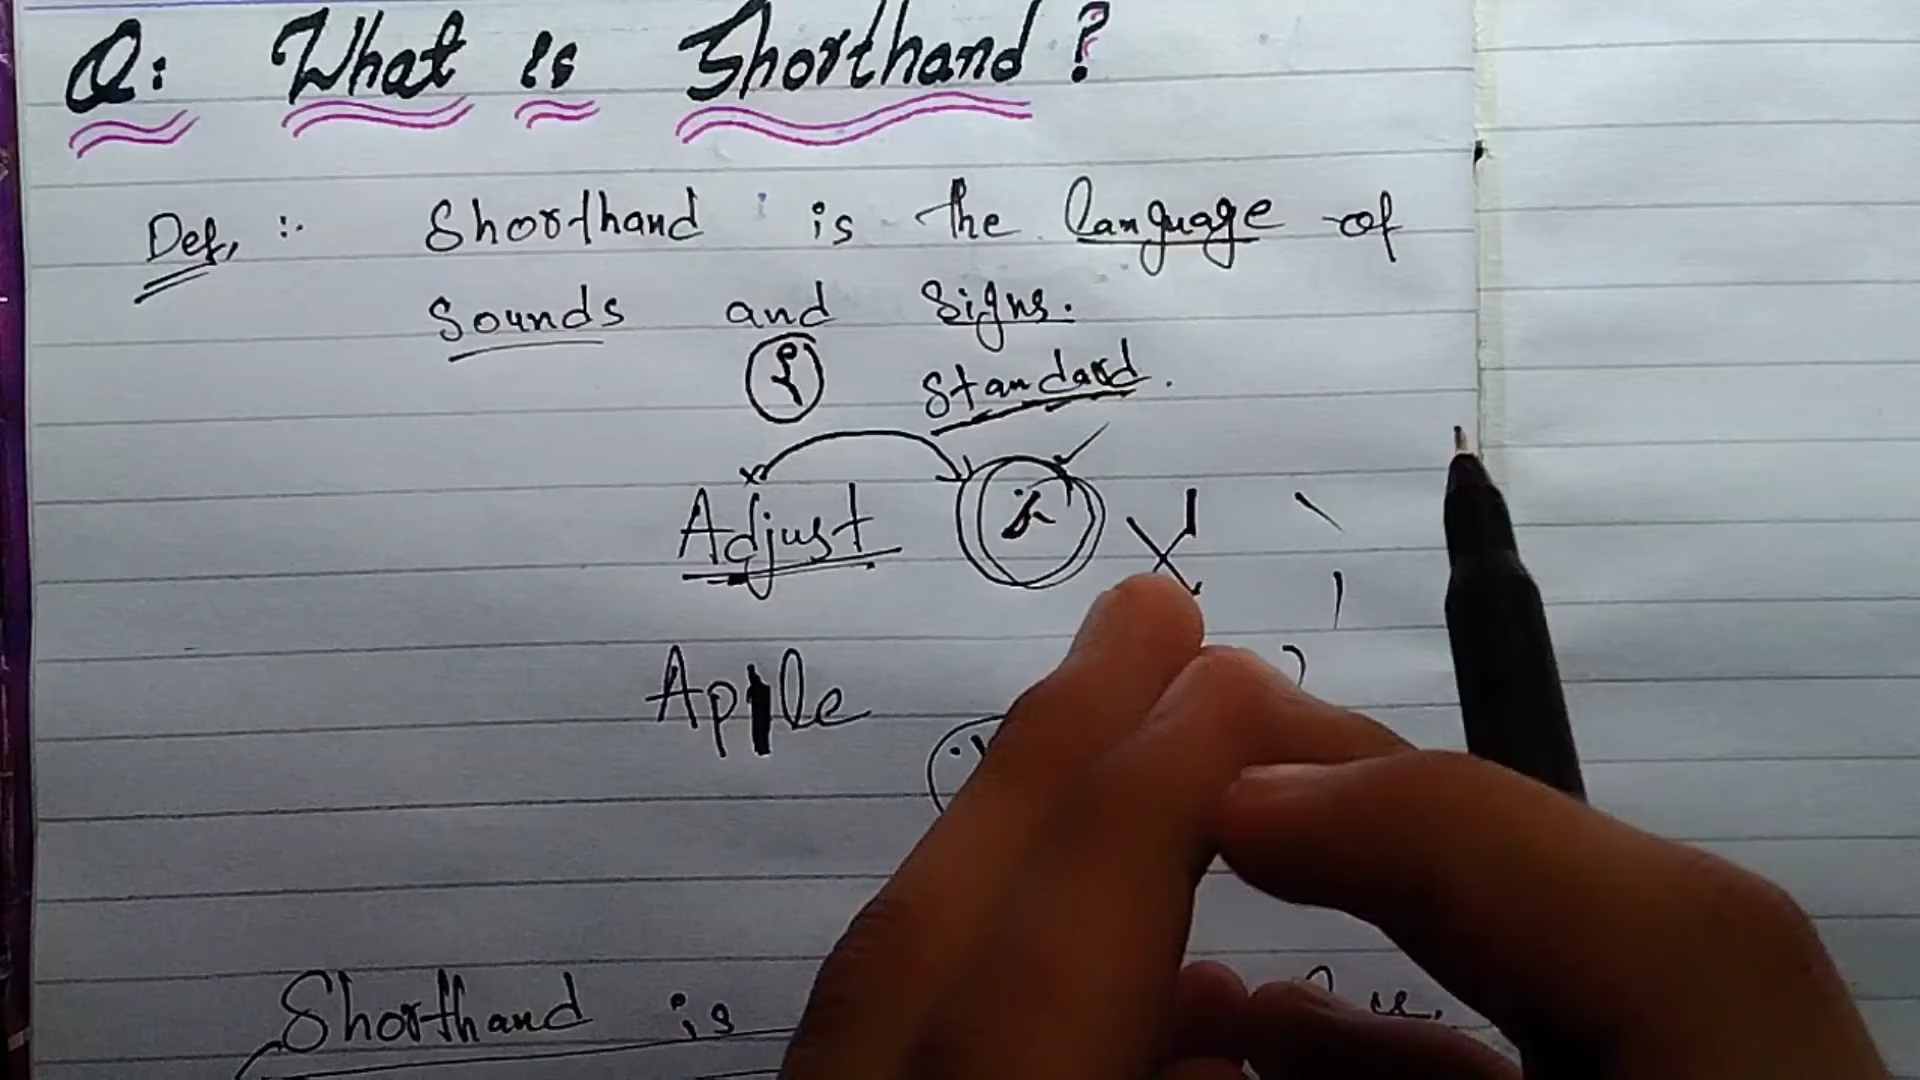 Q: What is Shorthand?
Def. :- Shorthand is the language of
Sounds and Signs.
Standard.
Adjust
Apple
Shorthand is